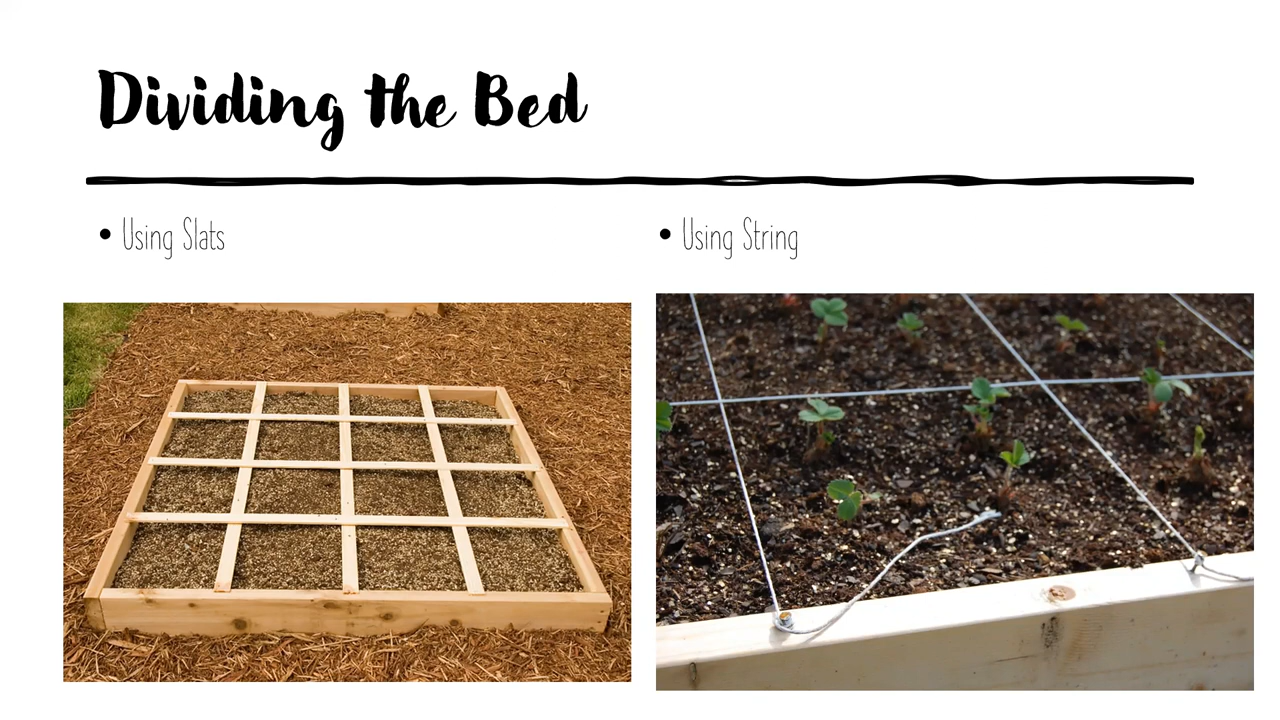 Dividing the Bed
• Using Slats
• Using String